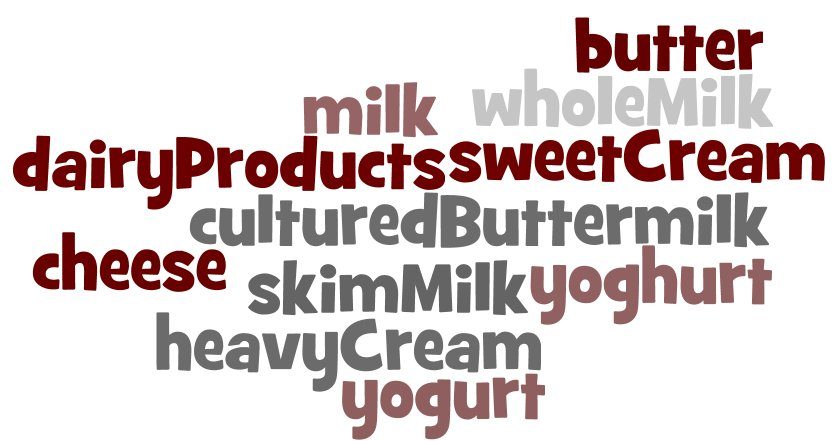 butter
milk wholeMilk
dairyProducts sweetCream
culturedButtermilk
cheese
skimMilk yoghurt
heavyCream
yogurt